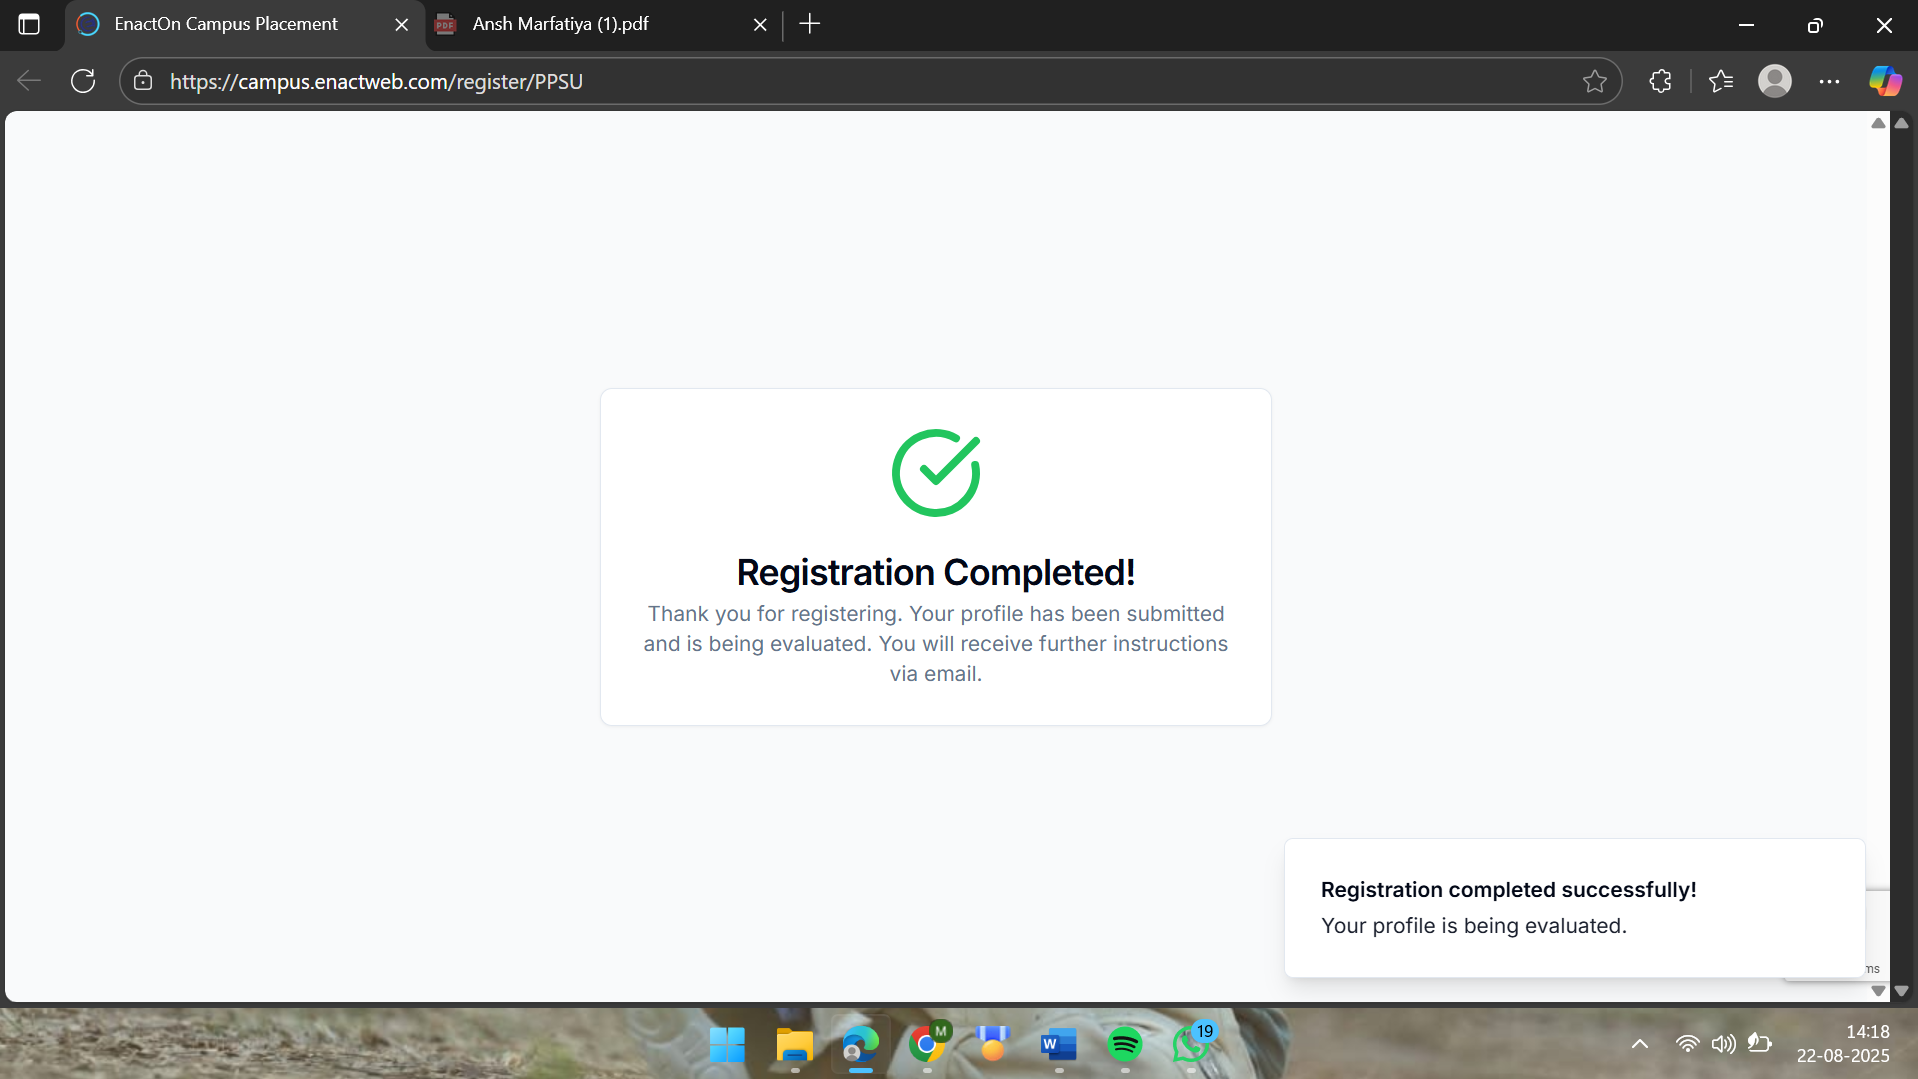 EnactOn Campus Placement
Ansh Marfatiya (1).pdf
https://campus.enactweb.com/register/PPSU
Registration Completed!
Thank you for registering. Your profile has been submitted
and is being evaluated. You will receive further instructions
via email.
Registration completed successfully!
Your profile is being evaluated.
ms
M
W
19
14:18
22-08-2025